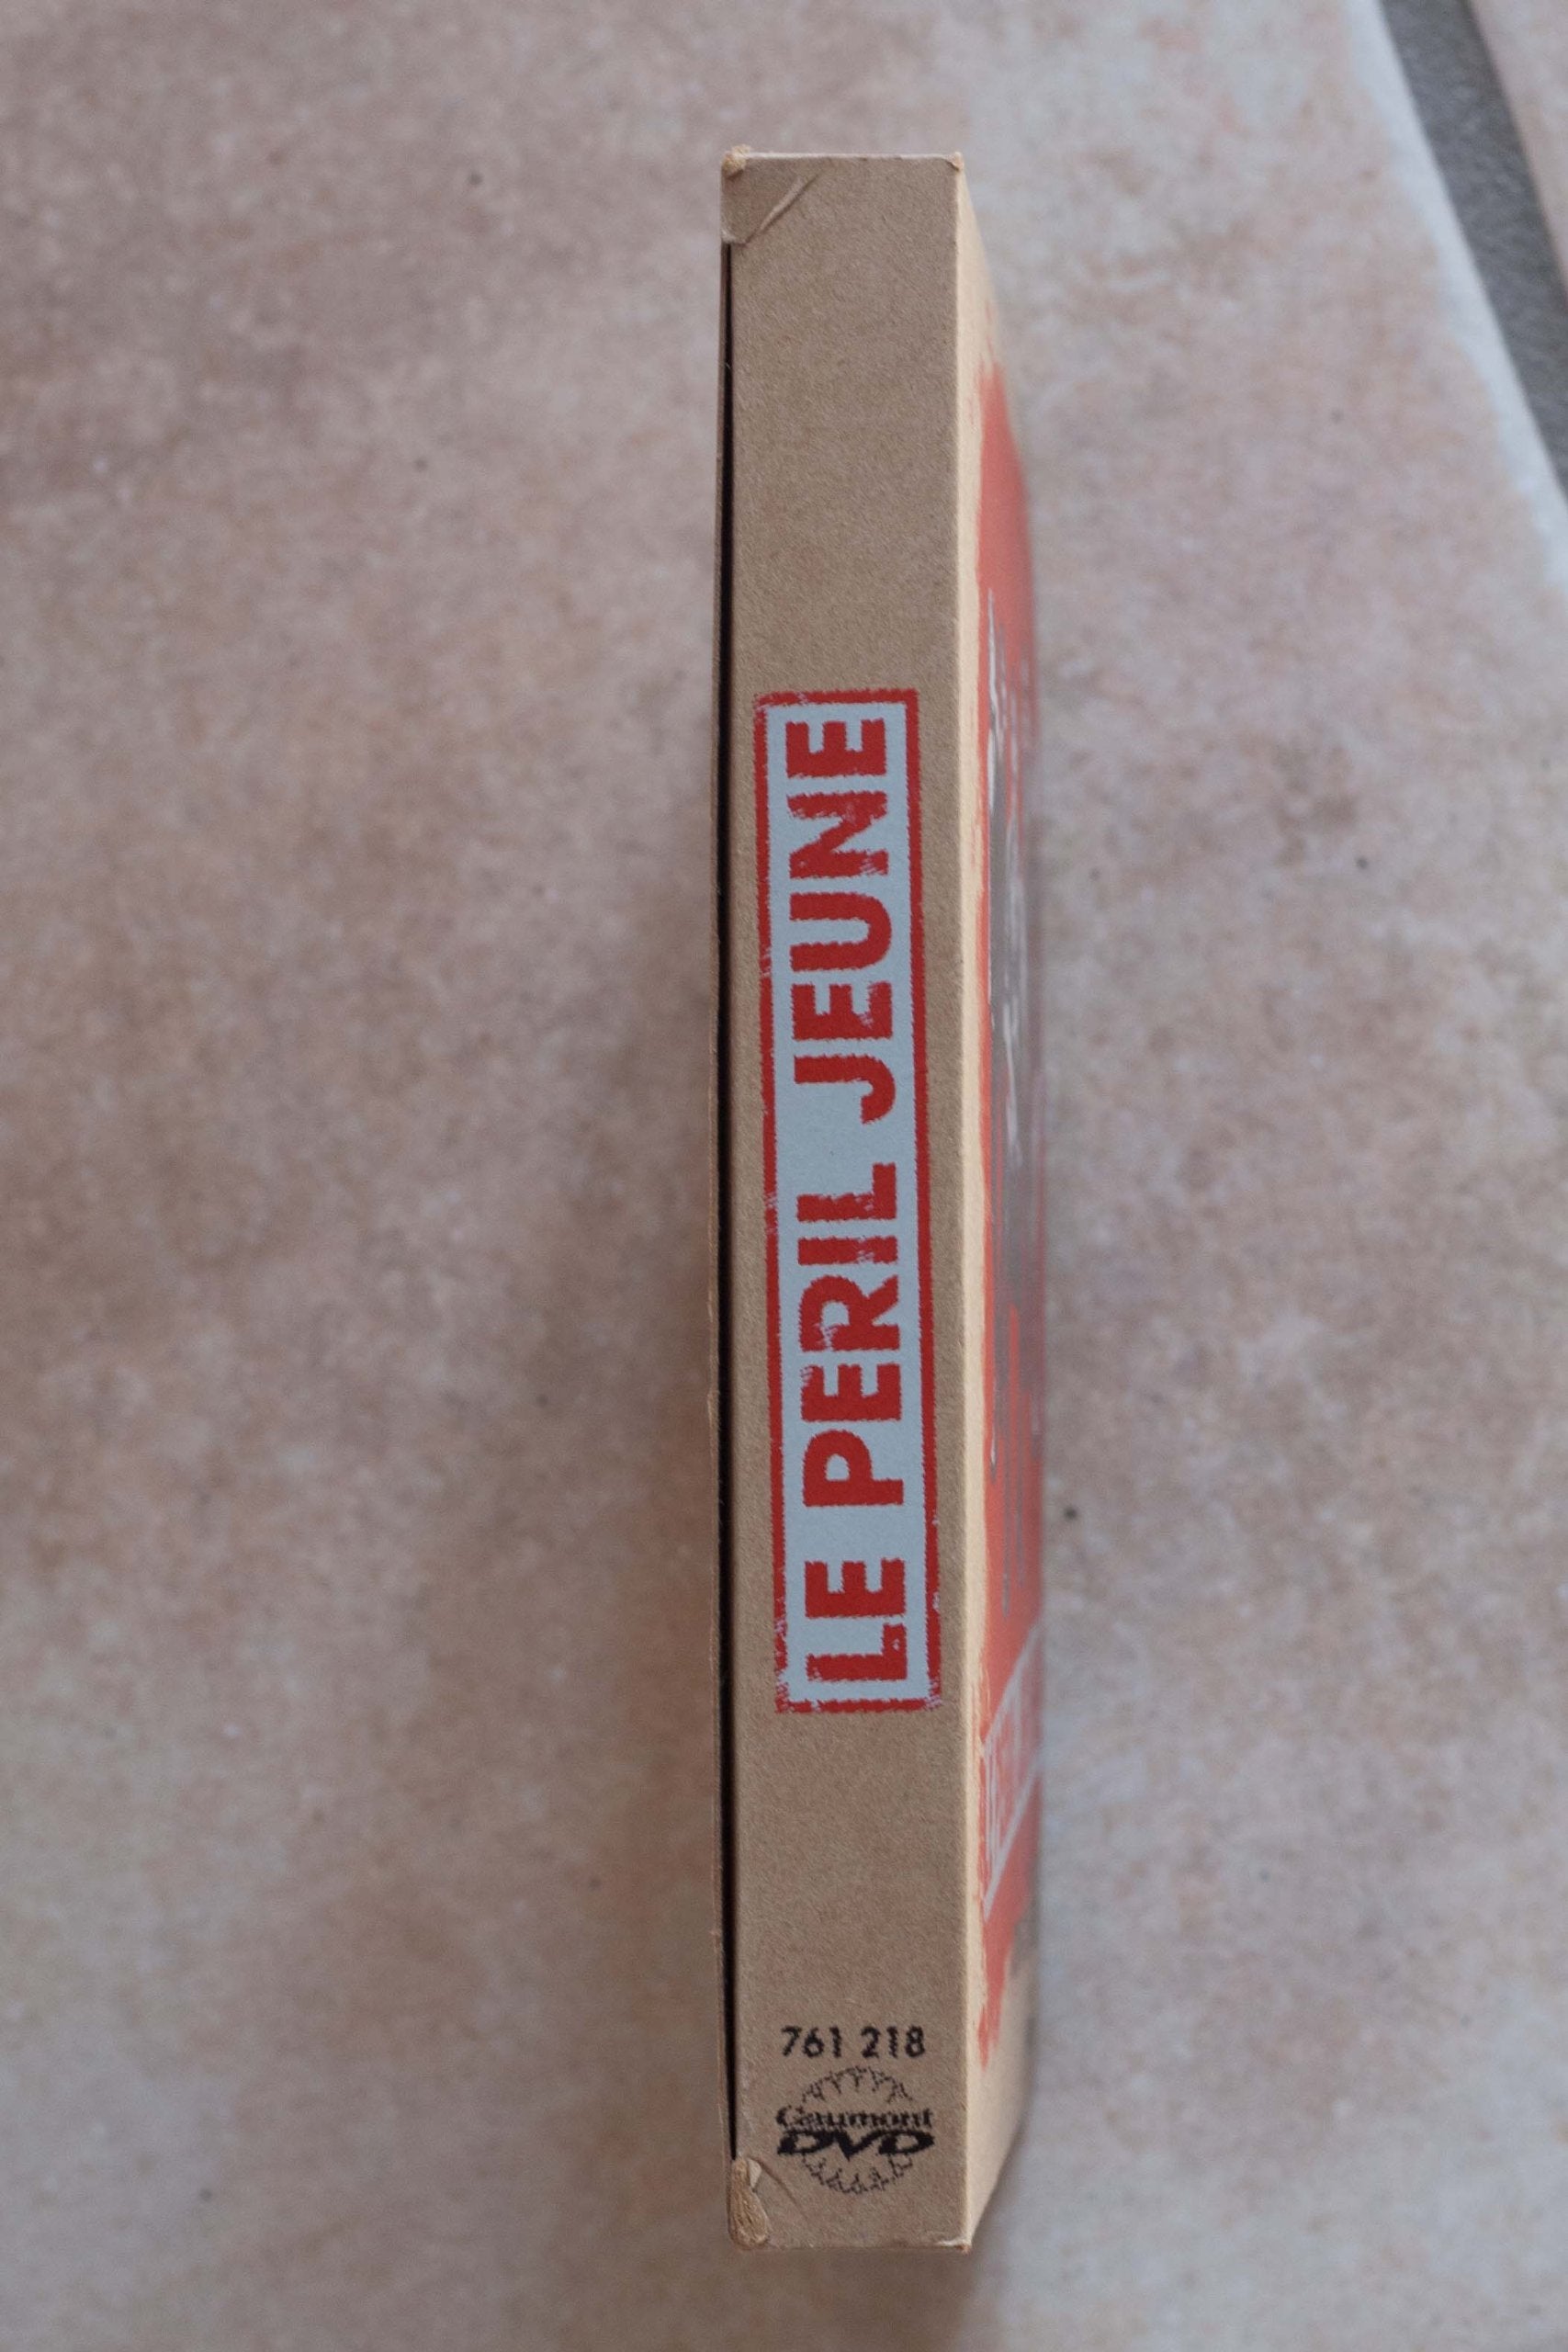 LE PERIL JEUNE
761 218
Gaumont
DVD